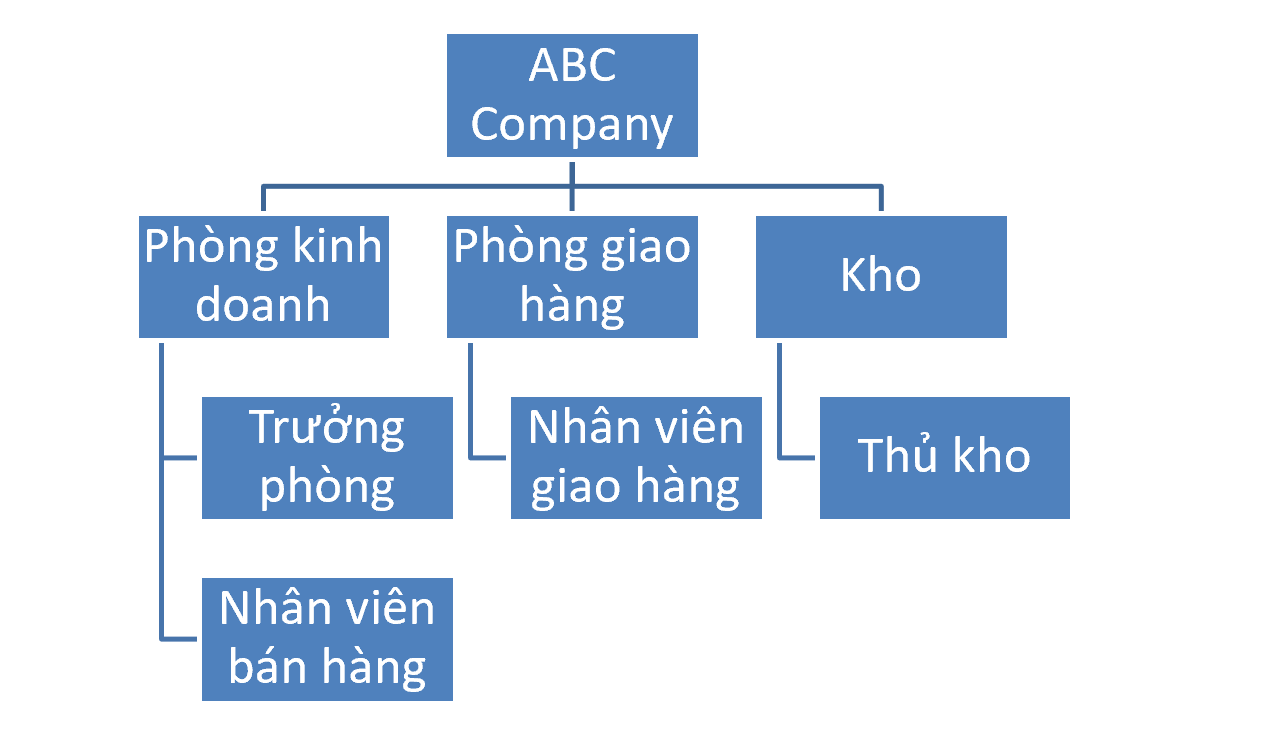 ABC
Company
Phòng kinh
doanh
Phòng giao
hàng
Kho
Trưởng
phòng
Nhân viên
giao hàng
Thủ kho
Nhân viên
bán hàng